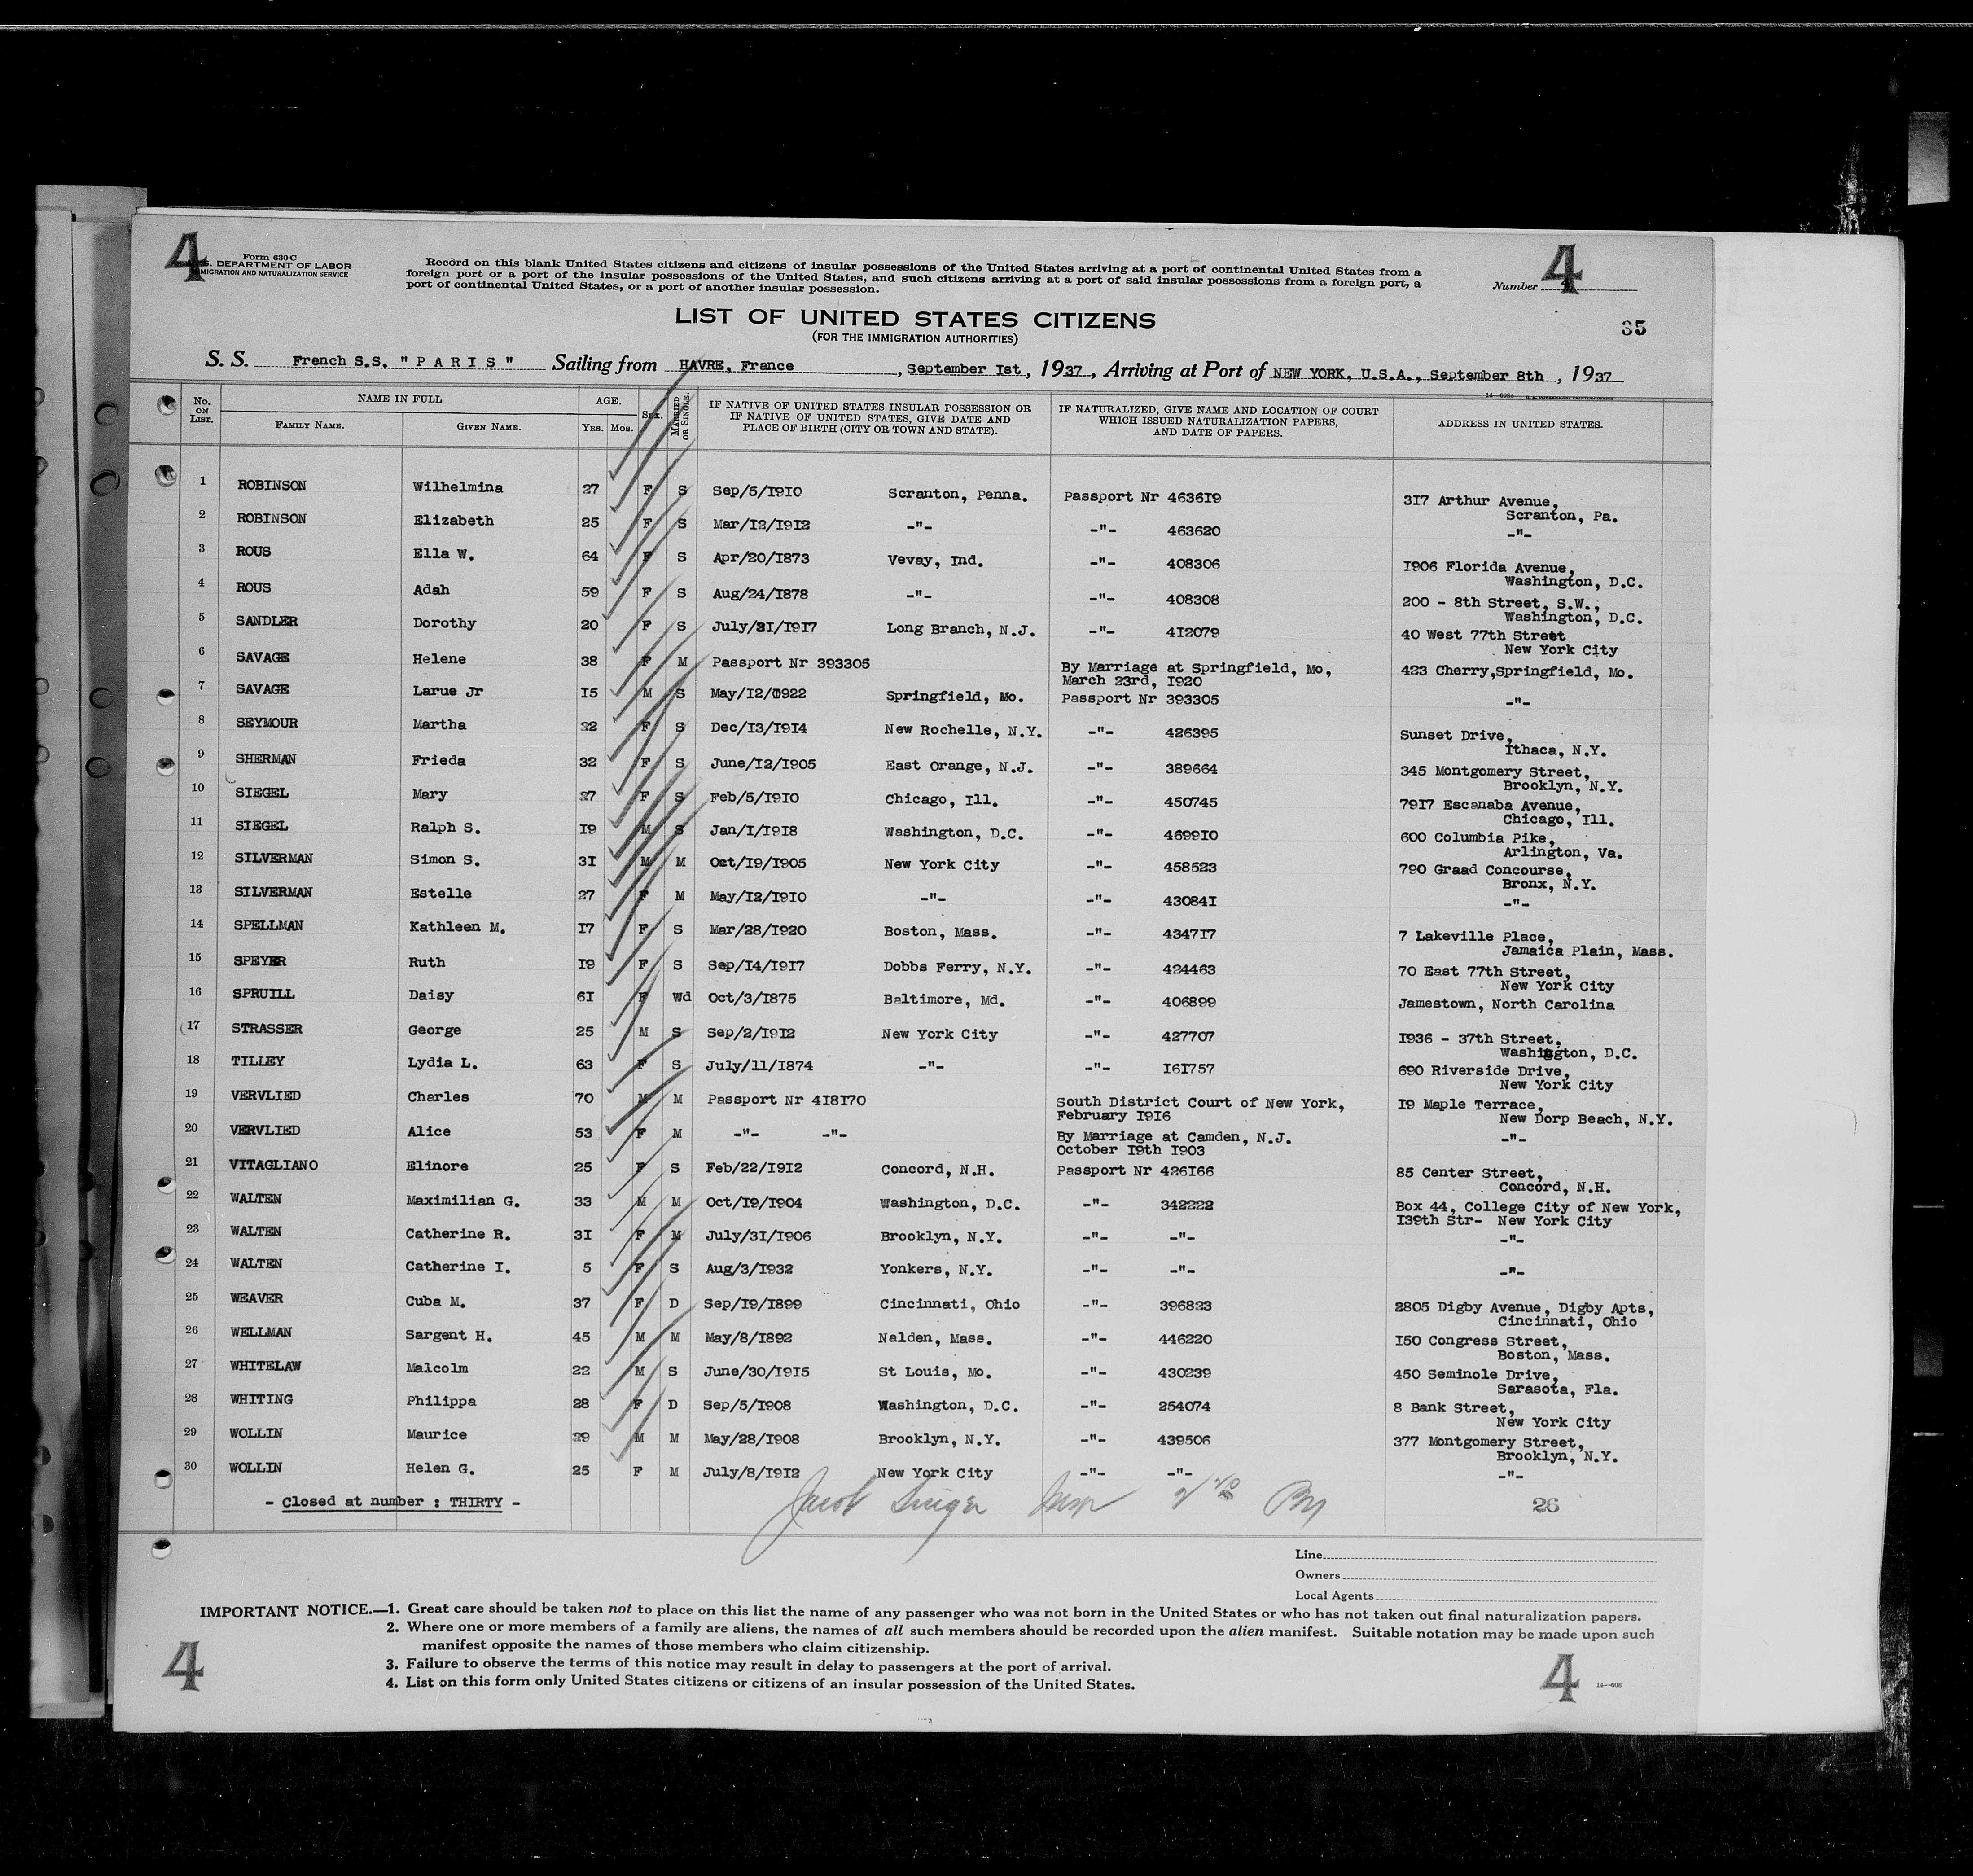 4
Form 630 C
S. DEPARTMENT OF LABOR
MIGRATION AND NATURALIZATION SERVICE
Record on this blank United States citizens and citizens of insular possessions of the United States arriving at a port of continental United States from a
foreign port or a port of the insular possessions of the United States, and such citizens arriving at a port of said insular possessions from a foreign port, a
port of continental United States, or a port of another insular possession.
Number 4
LIST OF UNITED STATES CITIZENS
(FOR THE IMMIGRATION AUTHORITIES)
35
S. S. French S.S. "PARIS" Sailing from HAVRE, France, September Ist, 1937, Arriving at Port of NEW YORK, U.S.A., September 8th, 1937
No. ON LIST. NAME IN FULL FAMILY NAME. GIVEN NAME. AGE. YRS. MOS. SEX. MARRIED OR SINGLE. IF NATIVE OF UNITED STATES INSULAR POSSESSION OR IF NATIVE OF UNITED STATES, GIVE DATE AND PLACE OF BIRTH (CITY OR TOWN AND STATE). IF NATURALIZED, GIVE NAME AND LOCATION OF COURT WHICH ISSUED NATURALIZATION PAPERS, AND DATE OF PAPERS. ADDRESS IN UNITED STATES.
1 ROBINSON Wilhelmina 27 F S Sep/5/I9I0 Scranton, Penna. Passport Nr 4636I9 3I7 Arthur Avenue,
Scranton, Pa.
2 ROBINSON Elizabeth 25 F S Mar/I2/I9I2 -"- -"- 463620 -"-
3 ROUS Ella W. 64 F S Apr/20/I873 Vevay, Ind. -"- 408306 I906 Florida Avenue,
Washington, D.C.
4 ROUS Adah 59 F S Aug/24/I878 -"- -"- 408308 200 - 8th Street, S.W.,
Washington, D.C.
5 SANDLER Dorothy 20 F S July/31/I9I7 Long Branch, N.J. -"- 4I2079 40 West 77th Street
New York City
6 SAVAGE Helene 38 F M Passport Nr 393305 By Marriage at Springfield, Mo, 423 Cherry,Springfield, Mo.
March 23rd, I920
7 SAVAGE Larue Jr I5 M S May/I2/I922 Springfield, Mo. Passport Nr 393305 -"-
8 SEYMOUR Martha 22 F S Dec/I3/I9I4 New Rochelle, N.Y. -"- 426395 Sunset Drive,
Ithaca, N.Y.
9 SHERMAN Frieda 32 F S June/I2/I905 East Orange, N.J. -"- 389664 345 Montgomery Street,
Brooklyn, N.Y.
10 SIEGEL Mary 27 F S Feb/5/I9I0 Chicago, Ill. -"- 450745 79I7 Escanaba Avenue,
Chicago, Ill.
11 SIEGEL Ralph S. I9 M S Jan/I/I9I8 Washington, D.C. -"- 4699I0 600 Columbia Pike,
Arlington, Va.
12 SILVERMAN Simon S. 3I M M Oct/I9/I905 New York City -"- 458523 790 Graad Concourse,
Bronx, N.Y.
13 SILVERMAN Estelle 27 F M May/I2/I9I0 -"- -"- 43084I -"-
14 SPELLMAN Kathleen M. I7 F S Mar/28/I920 Boston, Mass. -"- 4347I7 7 Lakeville Place,
Jamaica Plain, Mass.
15 SPEYER Ruth I9 F S Sep/I4/I9I7 Dobbs Ferry, N.Y. -"- 424463 70 East 77th Street,
New York City
16 SPRUILL Daisy 6I F Wd Oct/3/I875 Baltimore, Md. -"- 406899 Jamestown, North Carolina
17 STRASSER George 25 M S Sep/2/I9I2 New York City -"- 427707 I936 - 37th Street,
Washington, D.C.
18 TILLEY Lydia L. 63 F S July/11/I874 -"- -"- I6I757 690 Riverside Drive,
New York City
19 VERVLIED Charles 70 M M Passport Nr 4I8I70 South District Court of New York, I9 Maple Terrace,
February I9I6 New Dorp Beach, N.Y.
20 VERVLIED Alice 53 F M -"- -"- By Marriage at Camden, N.J. -"-
October I9th I903
21 VITAGLIANO Elinore 25 F S Feb/22/I9I2 Concord, N.H. Passport Nr 426I66 85 Center Street,
Concord, N.H.
22 WALTEN Maximilian G. 33 M M Oct/I9/I904 Washington, D.C. -"- 342222 Box 44, College City of New York,
I39th Str- New York City
23 WALTEN Catherine R. 3I F M July/3I/I906 Brooklyn, N.Y. -"- -"- -"-
24 WALTEN Catherine I. 5 F S Aug/3/I932 Yonkers, N.Y. -"- -"- -"-
25 WEAVER Cuba M. 37 F D Sep/I9/I899 Cincinnati, Ohio -"- 396823 2805 Digby Avenue, Digby Apts,
Cincinnati, Ohio
26 WELLMAN Sargent H. 45 M M May/8/I892 Nalden, Mass. -"- 446220 I50 Congress Street,
Boston, Mass.
27 WHITELAW Malcolm 22 M S June/30/I9I5 St Louis, Mo. -"- 430239 450 Seminole Drive,
Sarasota, Fla.
28 WHITING Philippa 28 F D Sep/5/I908 Washington, D.C. -"- 254074 8 Bank Street,
New York City
29 WOLLIN Maurice 29 M M May/28/I908 Brooklyn, N.Y. -"- 439506 377 Montgomery Street,
Brooklyn, N.Y.
30 WOLLIN Helen G. 25 F M July/8/I9I2 New York City -"- -"- -"-
- Closed at number : THIRTY -
Jacob
26
Line
Owners
Local Agents
IMPORTANT NOTICE.—1. Great care should be taken not to place on this list the name of any passenger who was not born in the United States or who has not taken out final naturalization papers.
2. Where one or more members of a family are aliens, the names of all such members should be recorded upon the alien manifest. Suitable notation may be made upon such
manifest opposite the names of those members who claim citizenship.
3. Failure to observe the terms of this notice may result in delay to passengers at the port of arrival.
4. List on this form only United States citizens or citizens of an insular possession of the United States.
4
4
14-606